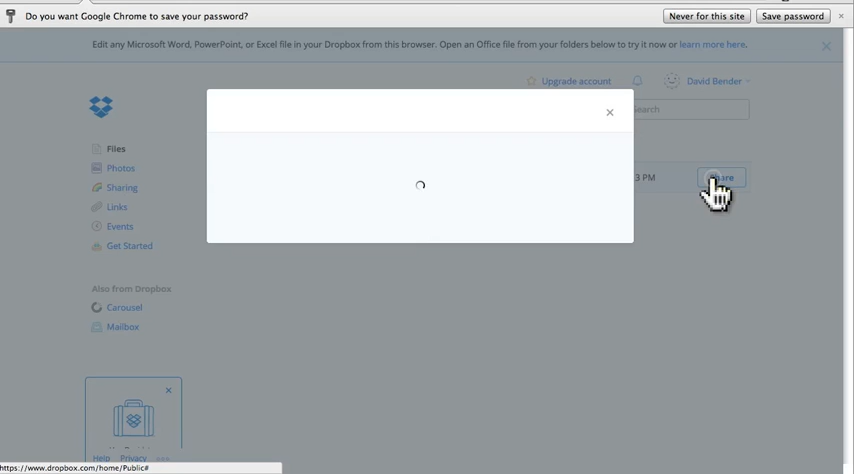 Do you want Google Chrome to save your password?
Never for this site
Save password
×
Edit any Microsoft Word, PowerPoint, or Excel file in your Dropbox from this browser. Open an Office file from your folders below to try it now or learn more here.
Upgrade account
David Bender
Search
Files
Photos
3 PM
Sharing
Links
Events
Get Started
Also from Dropbox
Carousel
Mailbox
Help Privacy
https://www.dropbox.com/home/Public#